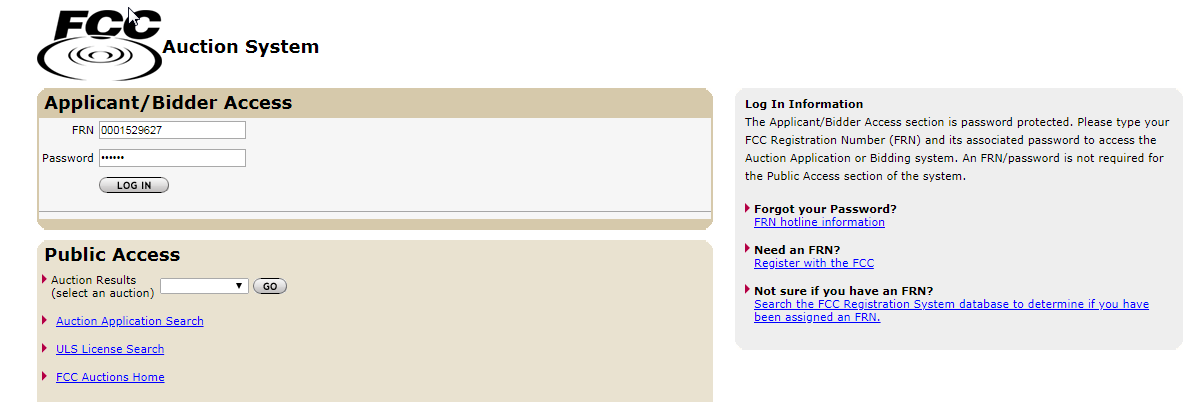 FCC
Auction System
Applicant/Bidder Access
FRN 0001529627
Password ••••••
LOG IN
Public Access
Auction Results
(select an auction)
GO
Auction Application Search
ULS License Search
FCC Auctions Home
Log In Information
The Applicant/Bidder Access section is password protected. Please type your
FCC Registration Number (FRN) and its associated password to access the
Auction Application or Bidding system. An FRN/password is not required for
the Public Access section of the system.
Forgot your Password?
FRN hotline information
Need an FRN?
Register with the FCC
Not sure if you have an FRN?
Search the FCC Registration System database to determine if you have
been assigned an FRN.